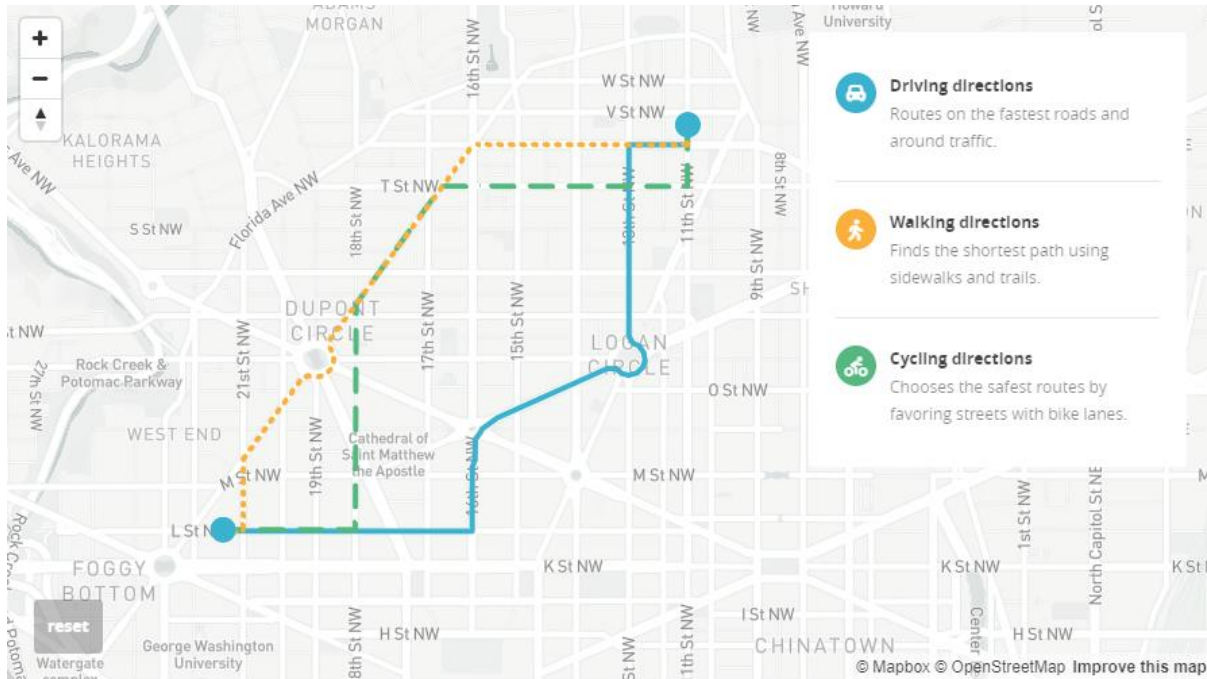 ADAMS
MORGAN
Howard
University
+
−
16th St NW
W St NW
V St NW
KALORAMA
HEIGHTS
Florida Ave NW
T St NW
S St NW
18th St NW
11th St NW
8th St NW
9th St NW
DUPONT
CIRCLE
LOGAN
CIRCLE
21st St NW
17th St NW
15th St NW
27th St NW
Rock Creek &
Potomac Parkway
O St NW
WEST END
19th St NW
Cathedral of
Saint Matthew
the Apostle
16th St NW
M St NW
M St NW
L St N
K St NW
K St NW
FOGGY
BOTTOM
1st St NW
North Capitol St NE
reset
George Washington
University
Watergate
complex
H St NW
11th St NW
I St NW
H St NW
CHINATOWN
Driving directions
Routes on the fastest roads and
around traffic.
Walking directions
Finds the shortest path using
sidewalks and trails.
Cycling directions
Chooses the safest routes by
favoring streets with bike lanes.
© Mapbox © OpenStreetMap Improve this map